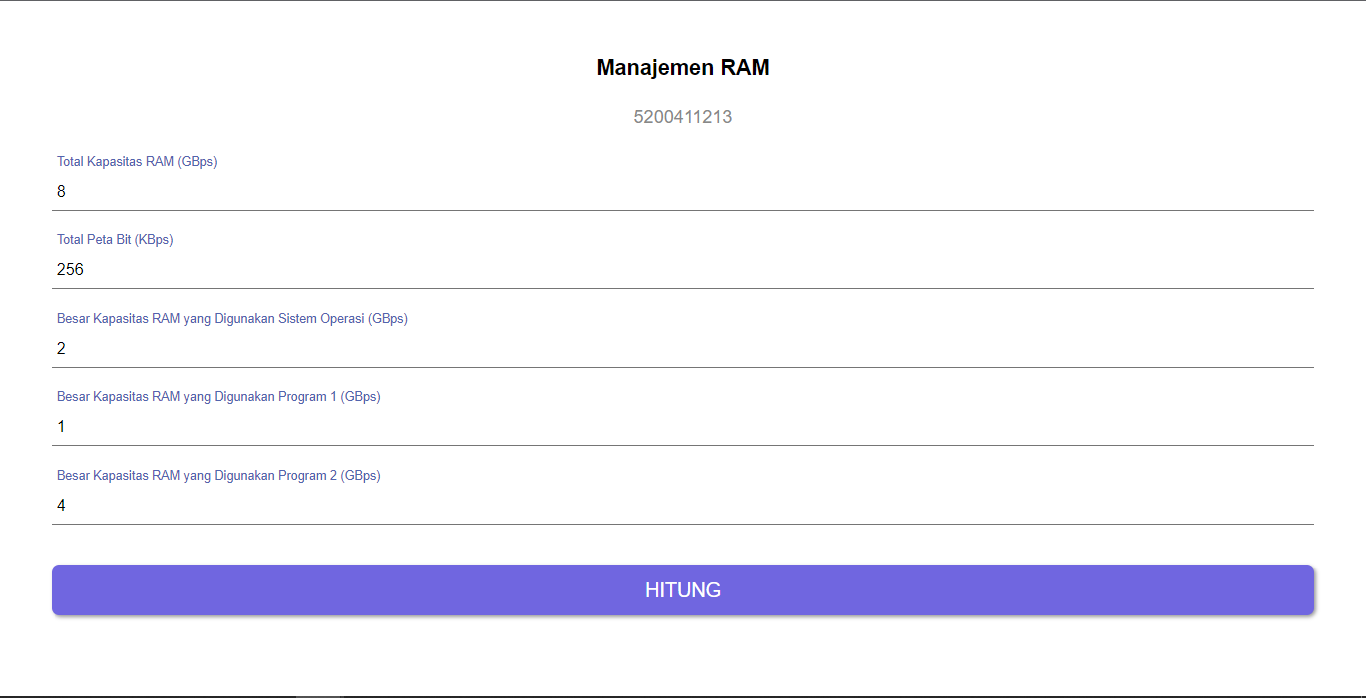 Manajemen RAM
5200411213
Total Kapasitas RAM (GBps)
8
Total Peta Bit (KBps)
256
Besar Kapasitas RAM yang Digunakan Sistem Operasi (GBps)
2
Besar Kapasitas RAM yang Digunakan Program 1 (GBps)
1
Besar Kapasitas RAM yang Digunakan Program 2 (GBps)
4
HITUNG